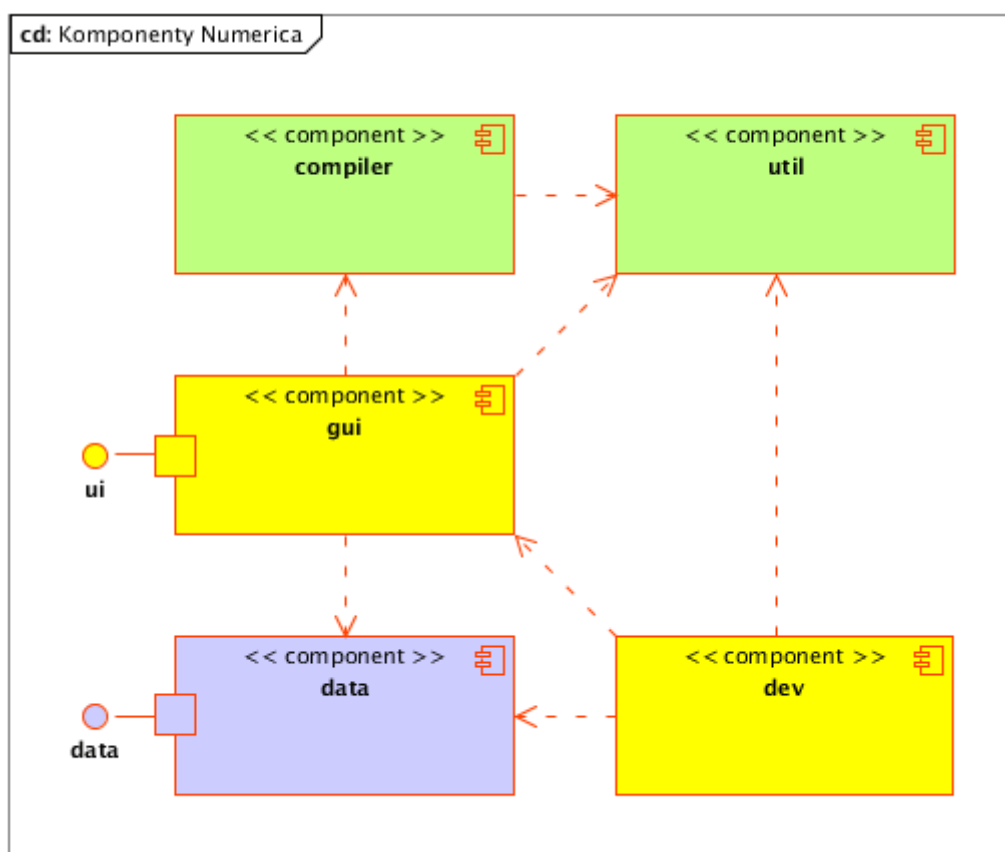 cd: Komponenty Numerica
<< component >>
compiler
<< component >>
util
<< component >>
gui
ui
<< component >>
data
<< component >>
dev
data